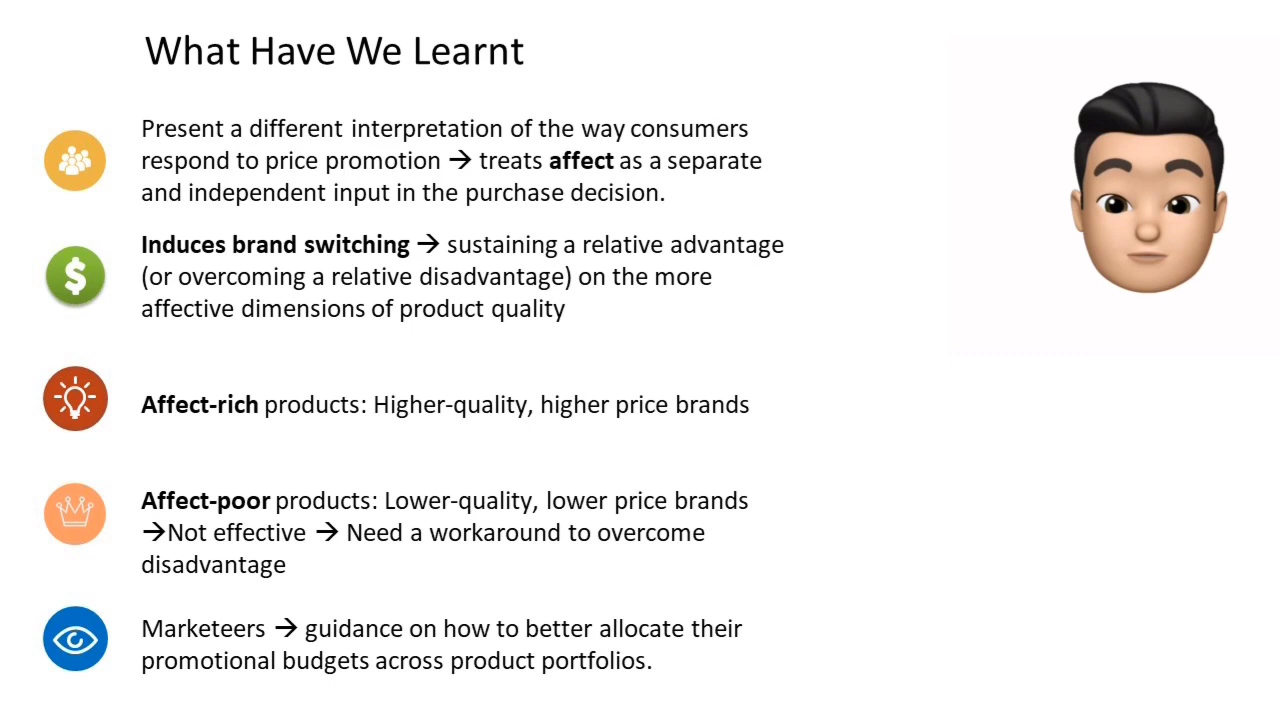 What Have We Learnt
Present a different interpretation of the way consumers
respond to price promotion → treats affect as a separate
and independent input in the purchase decision.
Induces brand switching → sustaining a relative advantage
(or overcoming a relative disadvantage) on the more
affective dimensions of product quality
Affect-rich products: Higher-quality, higher price brands
Affect-poor products: Lower-quality, lower price brands
→Not effective → Need a workaround to overcome
disadvantage
Marketeers → guidance on how to better allocate their
promotional budgets across product portfolios.